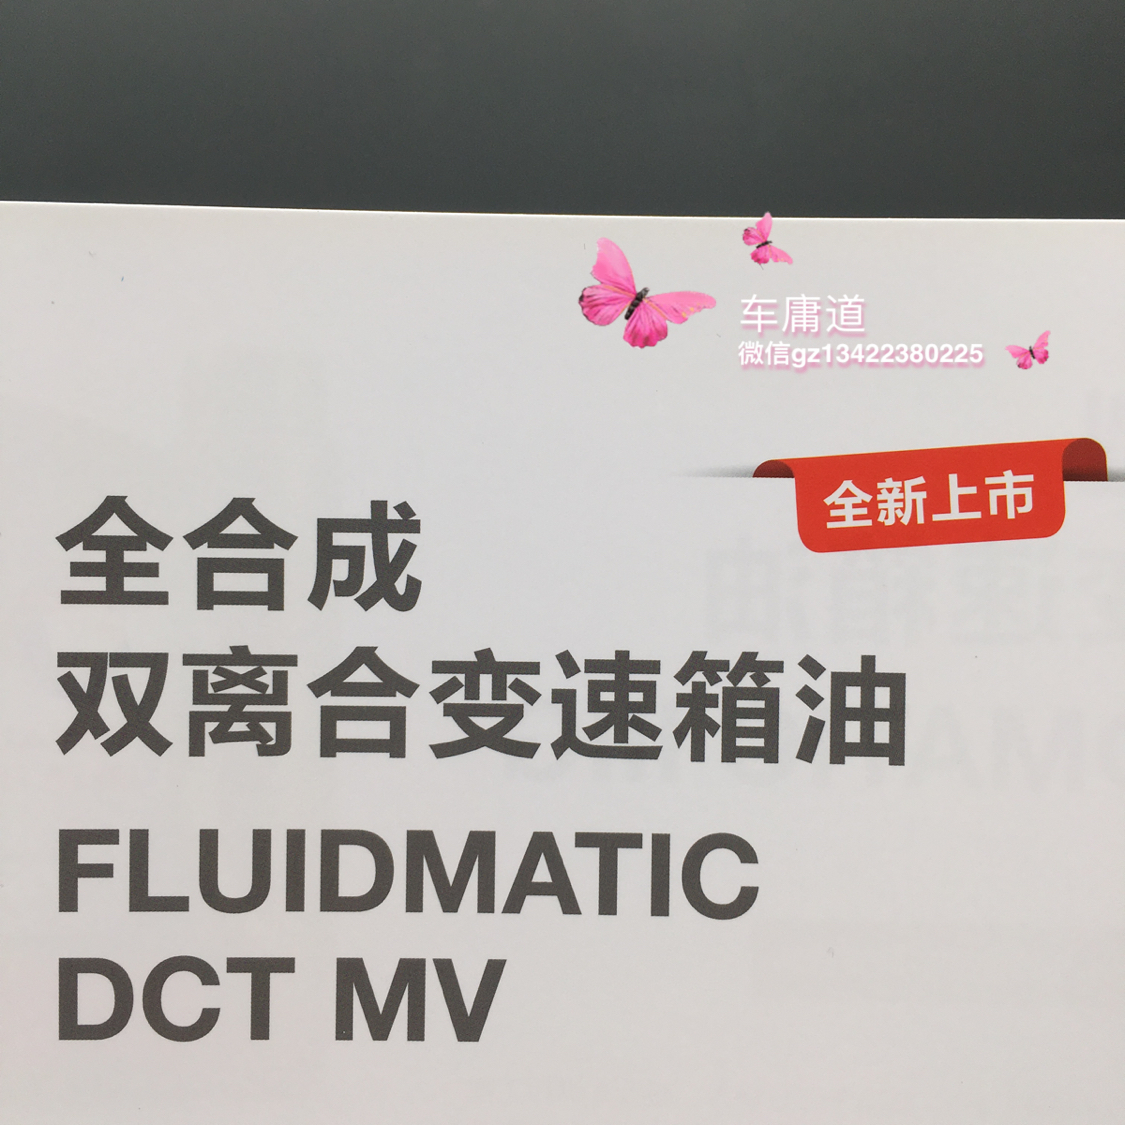 车庸道
微信gz13422380225
全新上市
全合成
双离合变速箱油
FLUIDMATIC
DCT MV